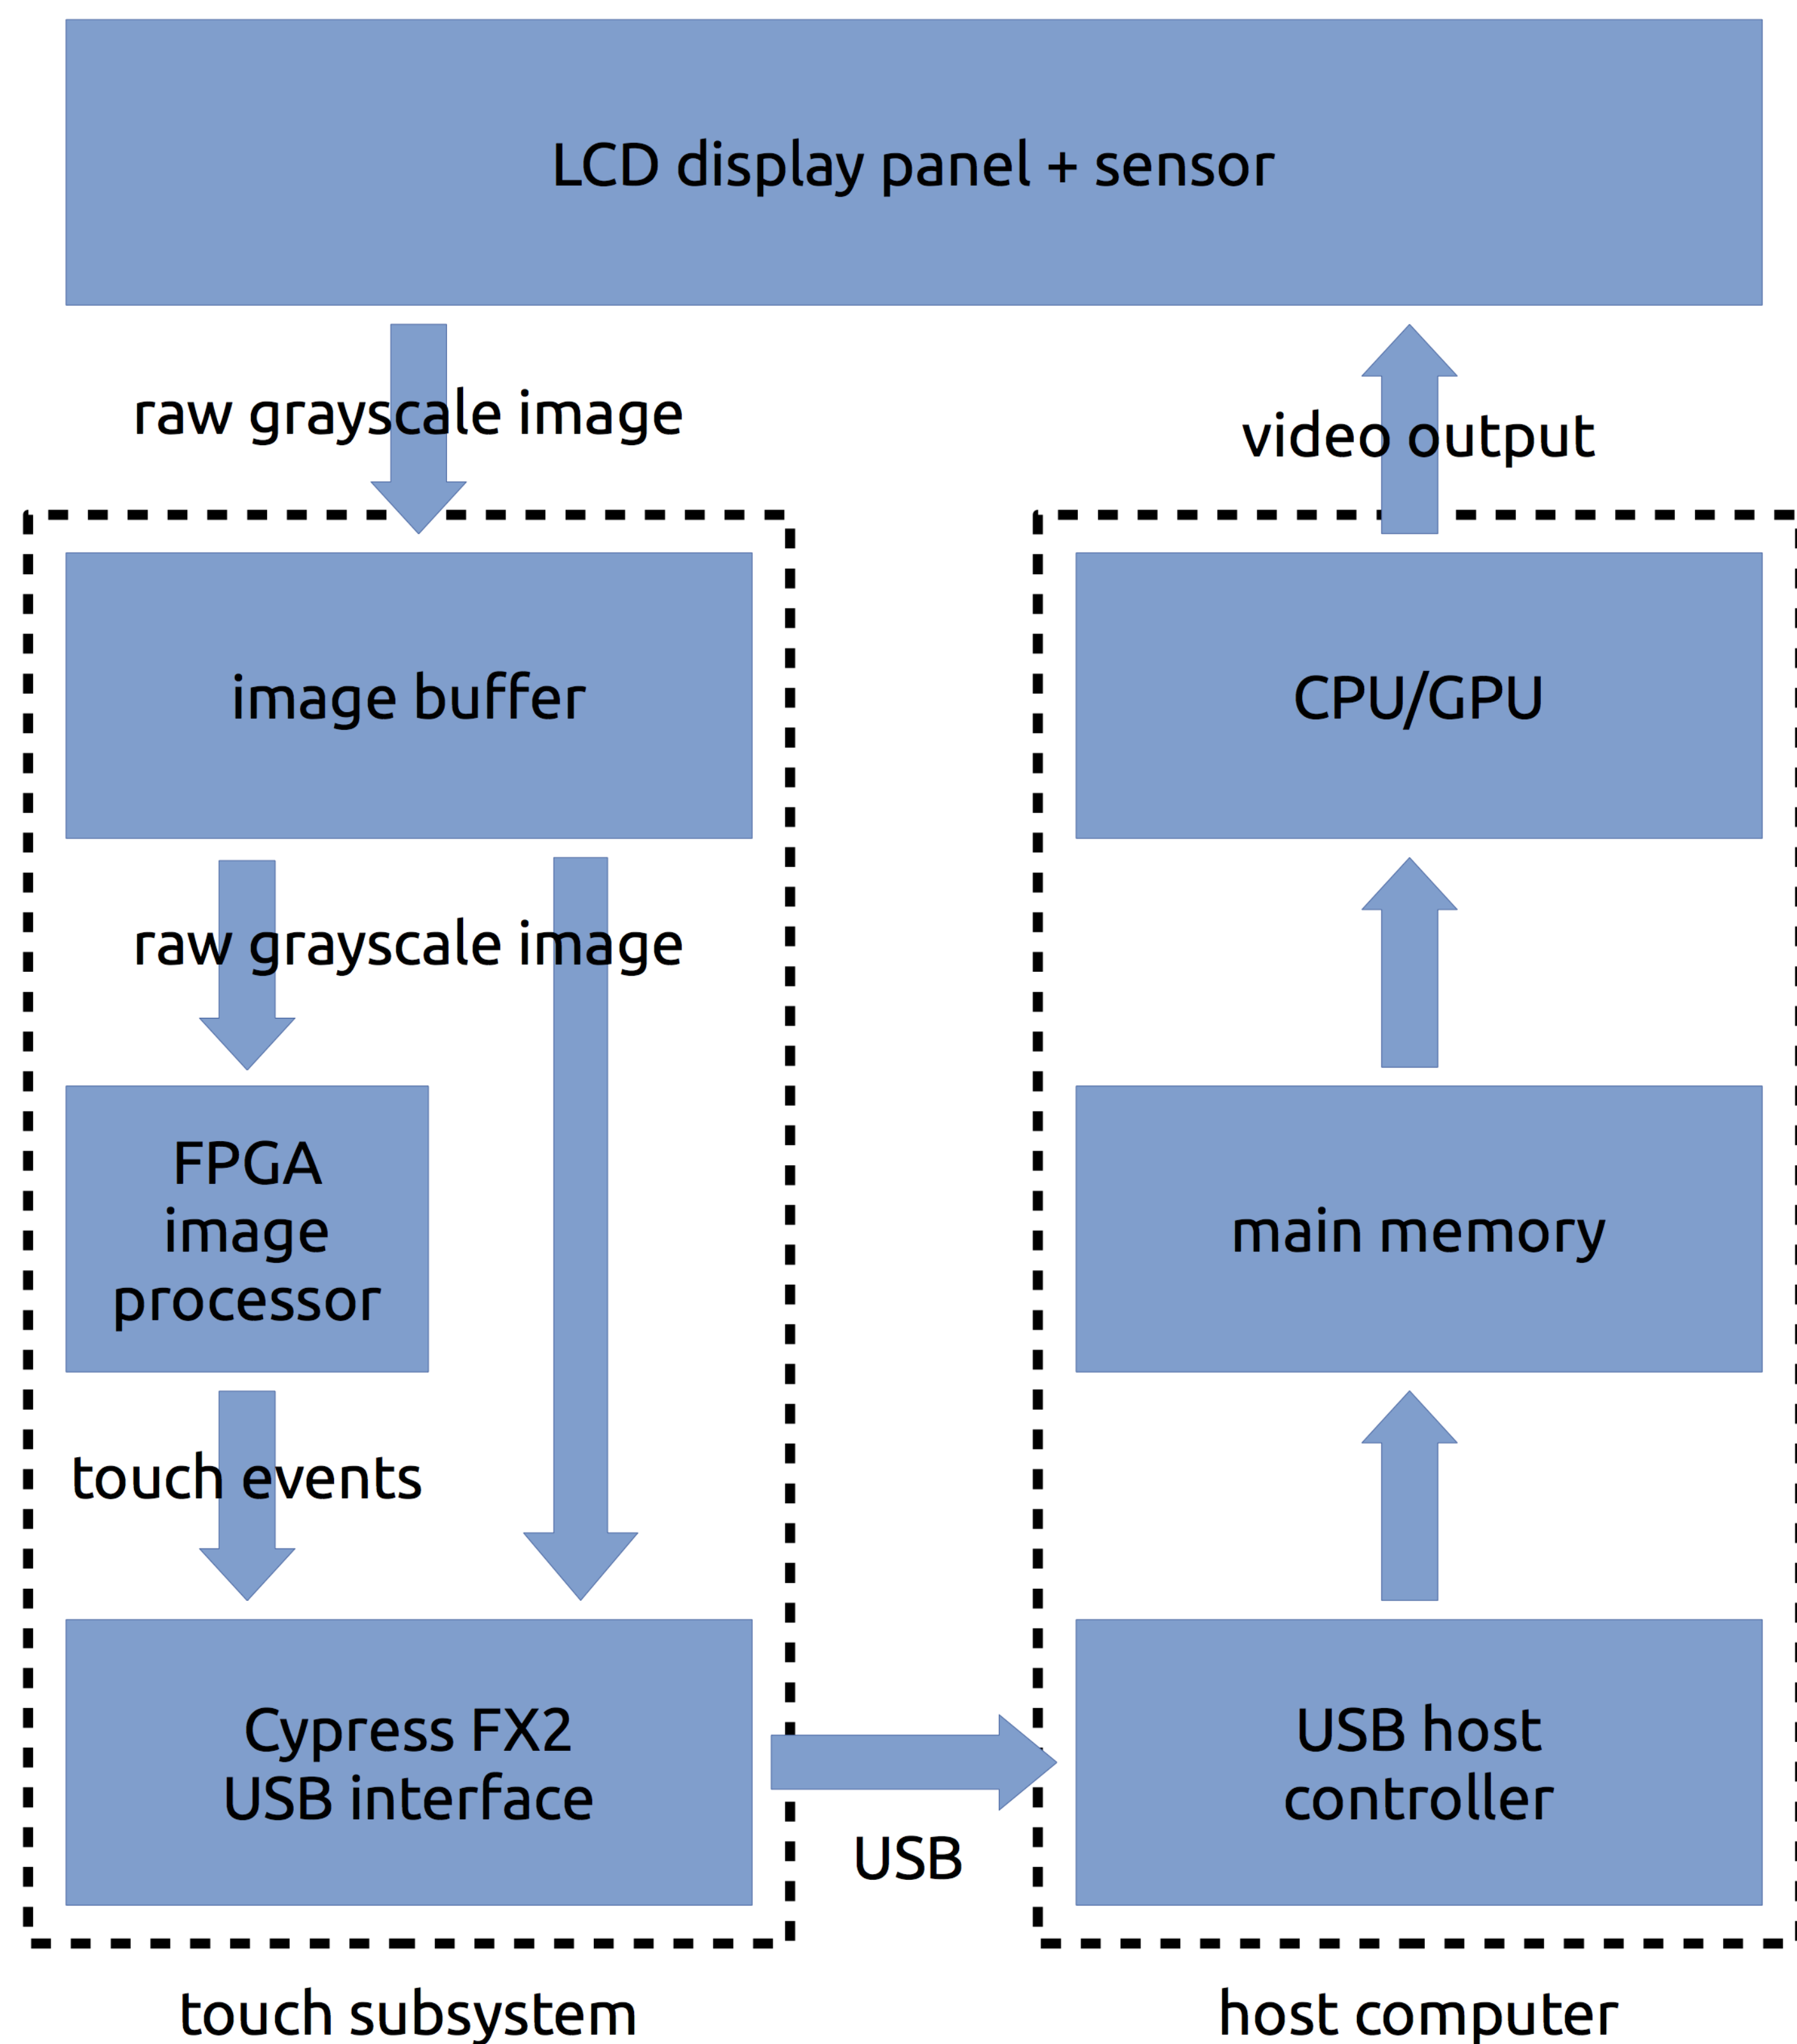 LCD display panel + sensor
raw grayscale image
video output
image buffer
CPU/GPU
raw grayscale image
FPGA
image
processor
main memory
touch events
Cypress FX2
USB interface
USB host
controller
USB
touch subsystem
host computer